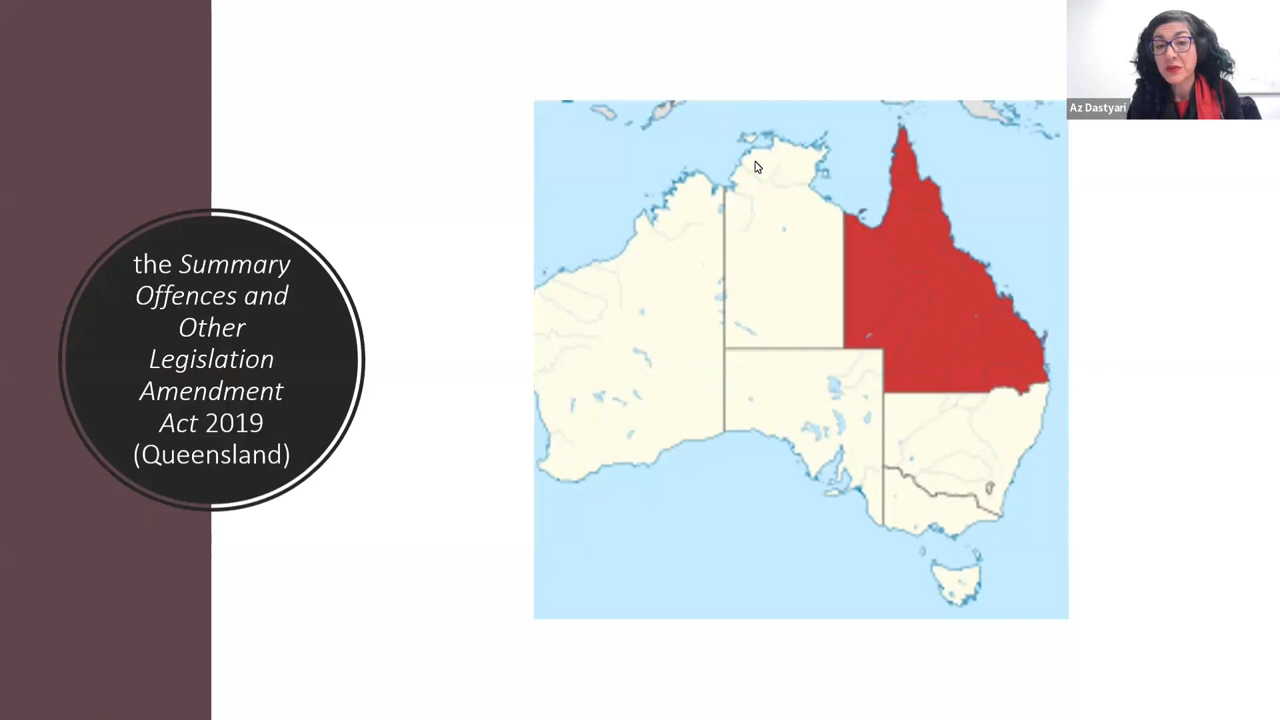 the Summary
Offences and
Other
Legislation
Amendment
Act 2019
(Queensland)
Az Dastyari